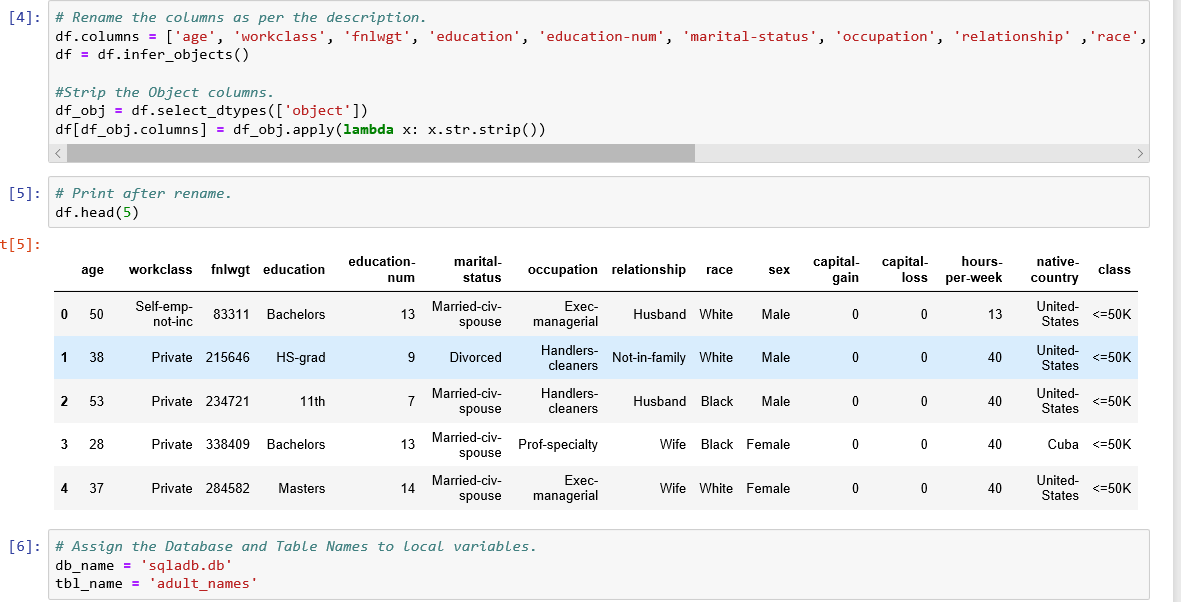 [4]: # Rename the columns as per the description.
df.columns = ['age', 'workclass', 'fnlwgt', 'education', 'education-num', 'marital-status', 'occupation', 'relationship' ,'race',
df = df.infer_objects()
#Strip the Object columns.
df_obj = df.select_dtypes(['object'])
df[df_obj.columns] = df_obj.apply(lambda x: x.str.strip())
[5]: # Print after rename.
df.head(5)
t[5]:
age workclass fnlwgt education education-num marital-status occupation relationship race sex capital-gain capital-loss hours-per-week native-country class
0 50 Self-emp-not-inc 83311 Bachelors 13 Married-civ-spouse Exec-managerial Husband White Male 0 0 13 United-States <=50K
1 38 Private 215646 HS-grad 9 Divorced Handlers-cleaners Not-in-family White Male 0 0 40 United-States <=50K
2 53 Private 234721 11th 7 Married-civ-spouse Handlers-cleaners Husband Black Male 0 0 40 United-States <=50K
3 28 Private 338409 Bachelors 13 Married-civ-spouse Prof-specialty Wife Black Female 0 0 40 Cuba <=50K
4 37 Private 284582 Masters 14 Married-civ-spouse Exec-managerial Wife White Female 0 0 40 United-States <=50K
[6]: # Assign the Database and Table Names to local variables.
db_name = 'sqladb.db'
tbl_name = 'adult_names'